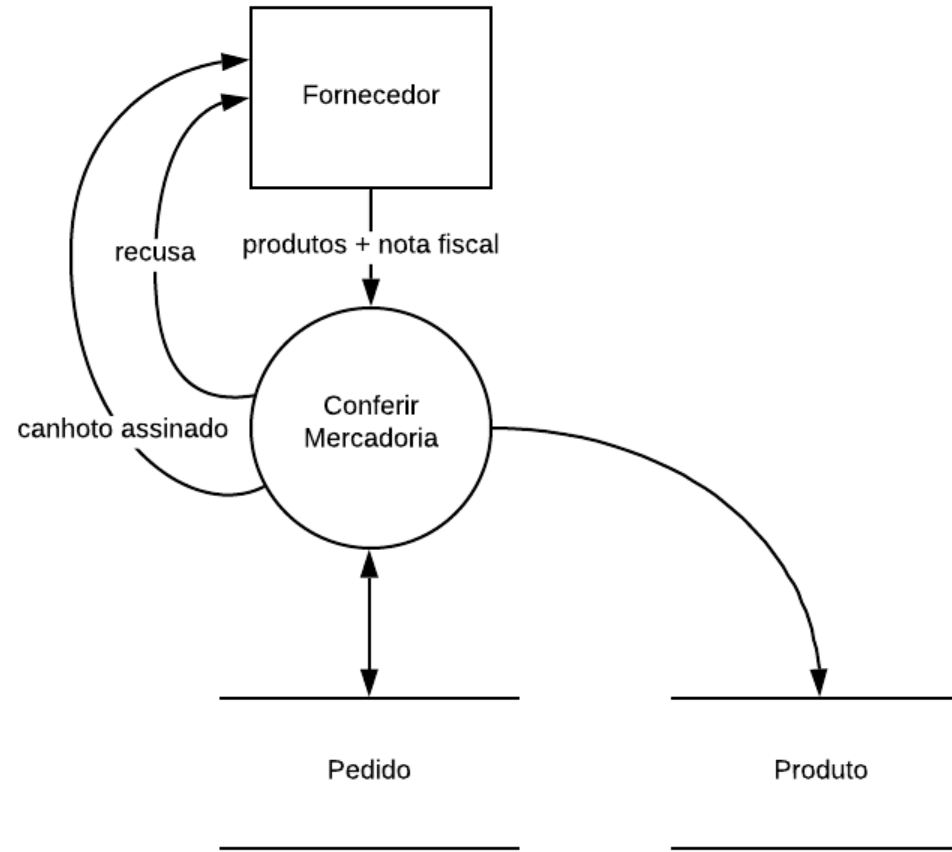 Fornecedor
recusa
produtos + nota fiscal
Conferir
Mercadoria
canhoto assinado
Pedido
Produto